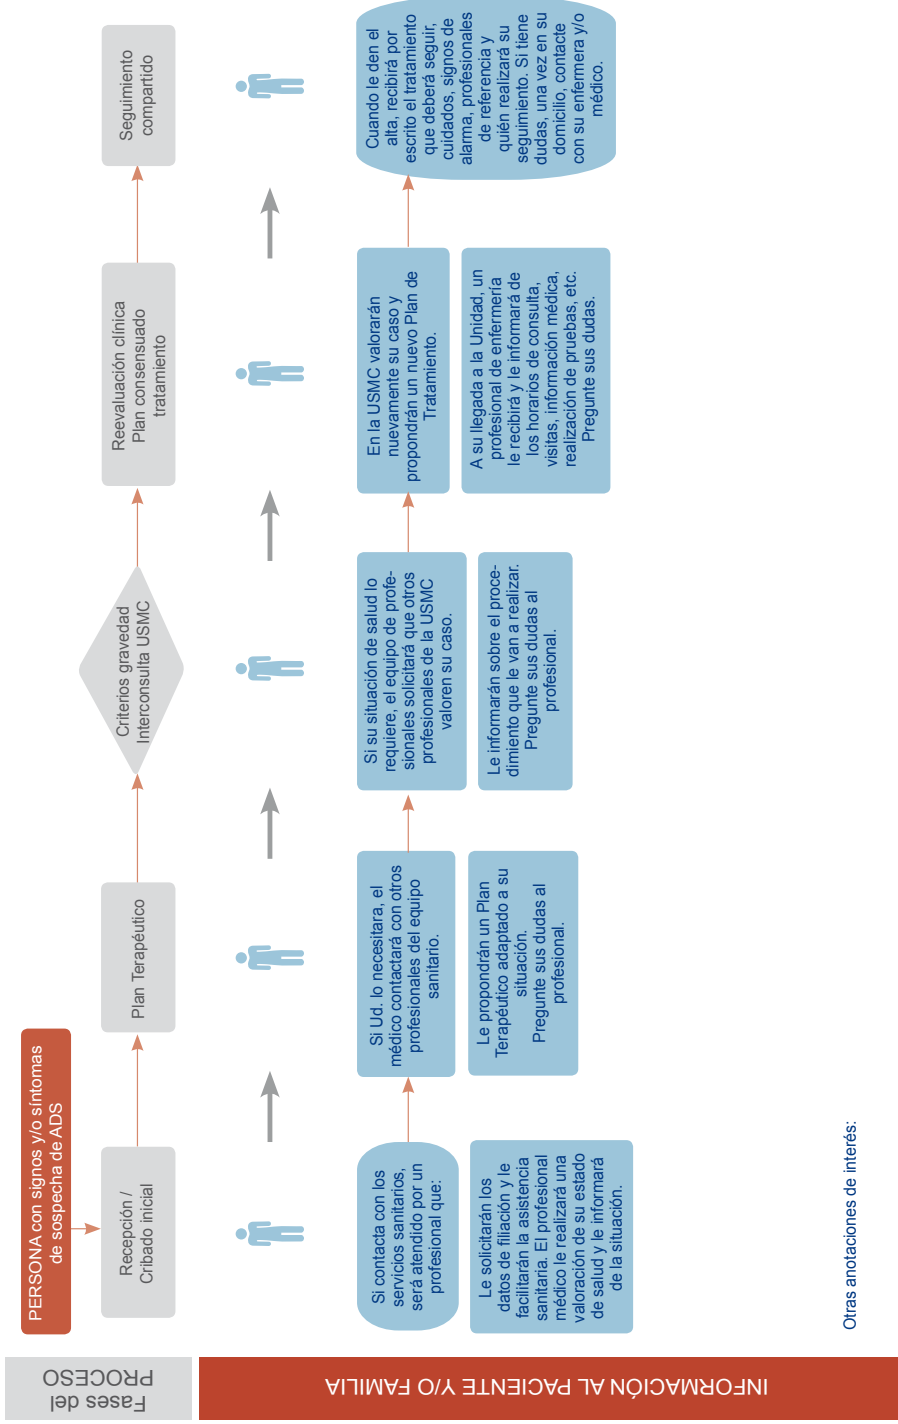 Fases del
PROCESO
PERSONA con signos y/o síntomas
de sospecha de ADS
Recepción /
Cribado inicial
Plan Terapéutico
Criterios gravedad
Interconsulta USMC
Reevaluación clínica
Plan consensuado
tratamiento
Seguimiento
compartido
INFORMACIÓN AL PACIENTE Y/O FAMILIA
Si contacta con los
servicios sanitarios,
será atendido por un
profesional que:
Le solicitarán los
datos de filiación y le
facilitarán la asistencia
sanitaria. El profesional
médico le realizará una
valoración de su estado
de salud y le informará
de la situación.
Si Ud. lo necesitara, el
médico contactará con otros
profesionales del equipo
sanitario.
Le propondrán un Plan
Terapéutico adaptado a su
situación.
Pregunte sus dudas al
profesional.
Si su situación de salud lo
requiere, el equipo de profe-
sionales solicitará que otros
profesionales de la USMC
valoren su caso.
Le informarán sobre el proce-
dimiento que le van a realizar.
Pregunte sus dudas al
profesional.
En la USMC valorarán
nuevamente su caso y
propondrán un nuevo Plan de
Tratamiento.
A su llegada a la Unidad, un
profesional de enfermería
le recibirá y le informará de
los horarios de consulta,
visitas, información médica,
realización de pruebas, etc.
Pregunte sus dudas.
Cuando le den el
alta, recibirá por
escrito el tratamiento
que deberá seguir,
cuidados, signos de
alarma, profesionales
de referencia y
quién realizará su
seguimiento. Si tiene
dudas, una vez en su
domicilio, contacte
con su enfermera y/o
médico.
Otras anotaciones de interés: